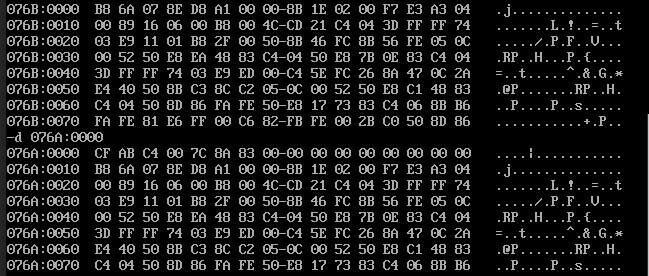 076B:0000 B8 6A 07 8E D8 A1 00 00-8B 1E 02 00 F7 E3 A3 04 .j..............
076B:0010 00 89 16 06 00 B8 00 4C-CD 21 C4 04 3D FF FF 74 .......L.!..=..t
076B:0020 03 E9 11 01 B8 2F 00 50-8B 46 FC 8B 56 FE 05 0C ...../.P.F..V...
076B:0030 00 52 50 E8 EA 48 83 C4-04 50 E8 7B 0E 83 C4 04 .RP..H...P.{....
076B:0040 3D FF FF 74 03 E9 ED 00-C4 5E FC 26 8A 47 0C 2A =..t.....^.&.G.*
076B:0050 E4 40 50 8B C3 8C C2 05-0C 00 52 50 E8 C1 48 83 .@P.......RP..H.
076B:0060 C4 04 50 8D 86 FA FE 50-E8 17 73 83 C4 06 8B B6 ..P....P..s.....
076B:0070 FA FE 81 E6 FF 00 C6 82-FB FE 00 2B C0 50 8D 86 ...........+.P..
-d 076A:0000
076A:0000 CF AB C4 00 7C 8A 83 00-00 00 00 00 00 00 00 00 ....|...........
076A:0010 B8 6A 07 8E D8 A1 00 00-8B 1E 02 00 F7 E3 A3 04 .j..............
076A:0020 00 89 16 06 00 B8 00 4C-CD 21 C4 04 3D FF FF 74 .......L.!..=..t
076A:0030 03 E9 11 01 B8 2F 00 50-8B 46 FC 8B 56 FE 05 0C ...../.P.F..V...
076A:0040 00 52 50 E8 EA 48 83 C4-04 50 E8 7B 0E 83 C4 04 .RP..H...P.{....
076A:0050 3D FF FF 74 03 E9 ED 00-C4 5E FC 26 8A 47 0C 2A =..t.....^.&.G.*
076A:0060 E4 40 50 8B C3 8C C2 05-0C 00 52 50 E8 C1 48 83 .@P.......RP..H.
076A:0070 C4 04 50 8D 86 FA FE 50-E8 17 73 83 C4 06 8B B6 ..P....P..s.....